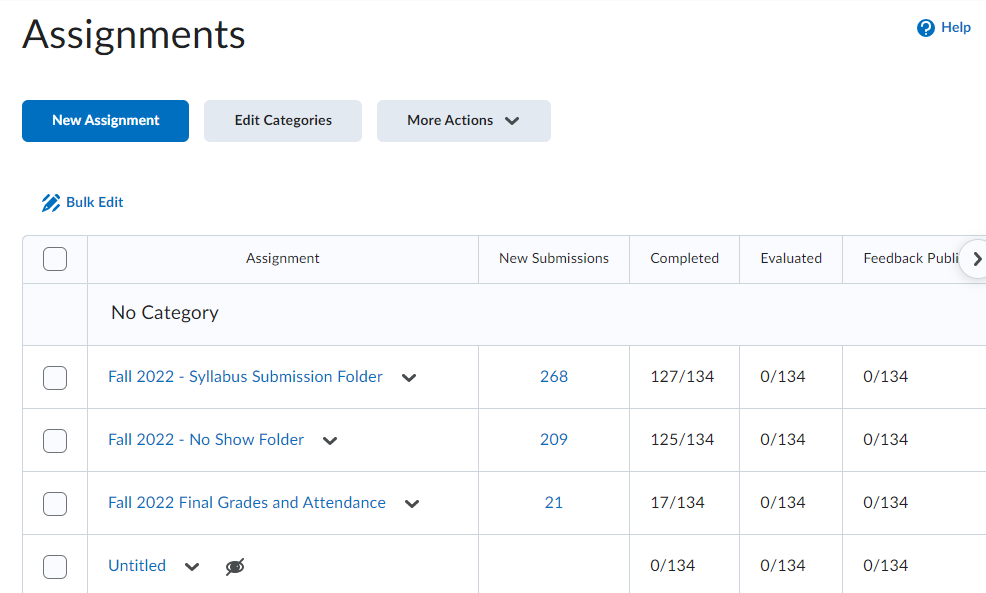 Assignments
Help
New Assignment
Edit Categories
More Actions
Bulk Edit
Assignment New Submissions Completed Evaluated Feedback Publi
No Category
Fall 2022 - Syllabus Submission Folder 268 127/134 0/134 0/134
Fall 2022 - No Show Folder 209 125/134 0/134 0/134
Fall 2022 Final Grades and Attendance 21 17/134 0/134 0/134
Untitled 0/134 0/134 0/134